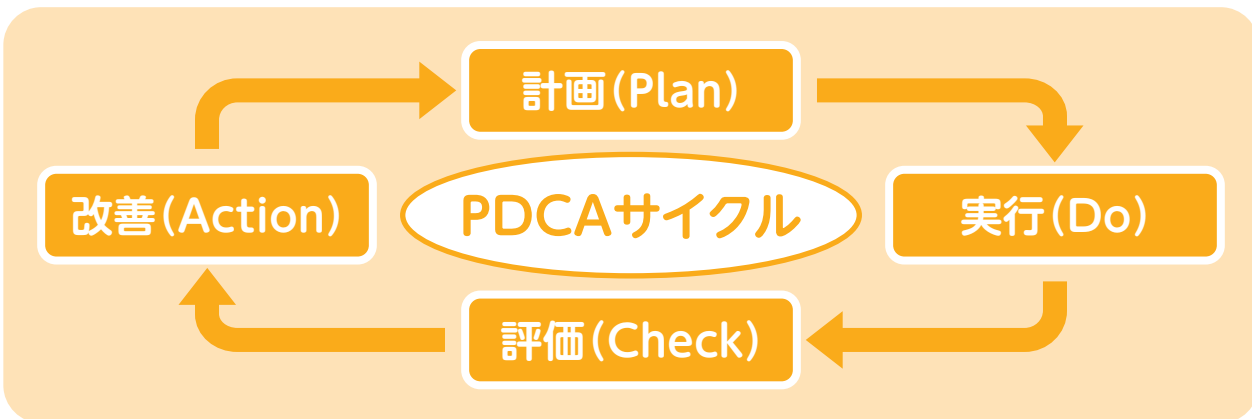 計画(Plan)
改善(Action)
PDCAサイクル
実行(Do)
評価(Check)